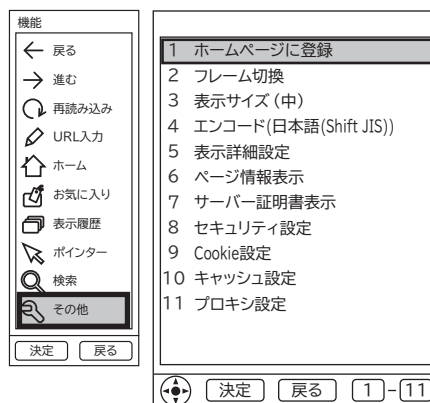 機能
戻る
進む
再読み込み
URL入力
ホーム
お気に入り
表示履歴
ポインター
検索
その他
決定 戻る
1 ホームページに登録
2 フレーム切換
3 表示サイズ(中)
4 エンコード(日本語(Shift JIS))
5 表示詳細設定
6 ページ情報表示
7 サーバー証明書表示
8 セキュリティ設定
9 Cookie設定
10 キャッシュ設定
11 プロキシ設定
決定 戻る 1-11